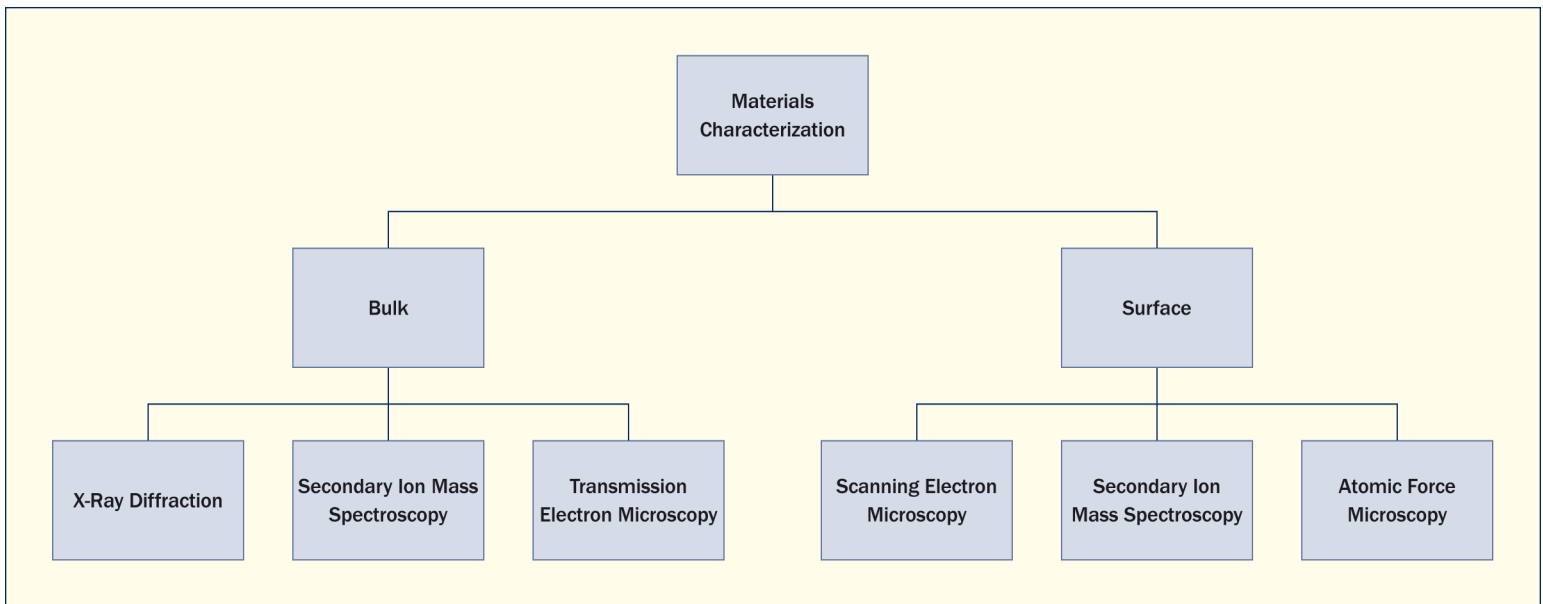 Materials
Characterization
Bulk
Surface
X-Ray Diffraction
Secondary Ion Mass
Spectroscopy
Transmission
Electron Microscopy
Scanning Electron
Microscopy
Secondary Ion
Mass Spectroscopy
Atomic Force
Microscopy